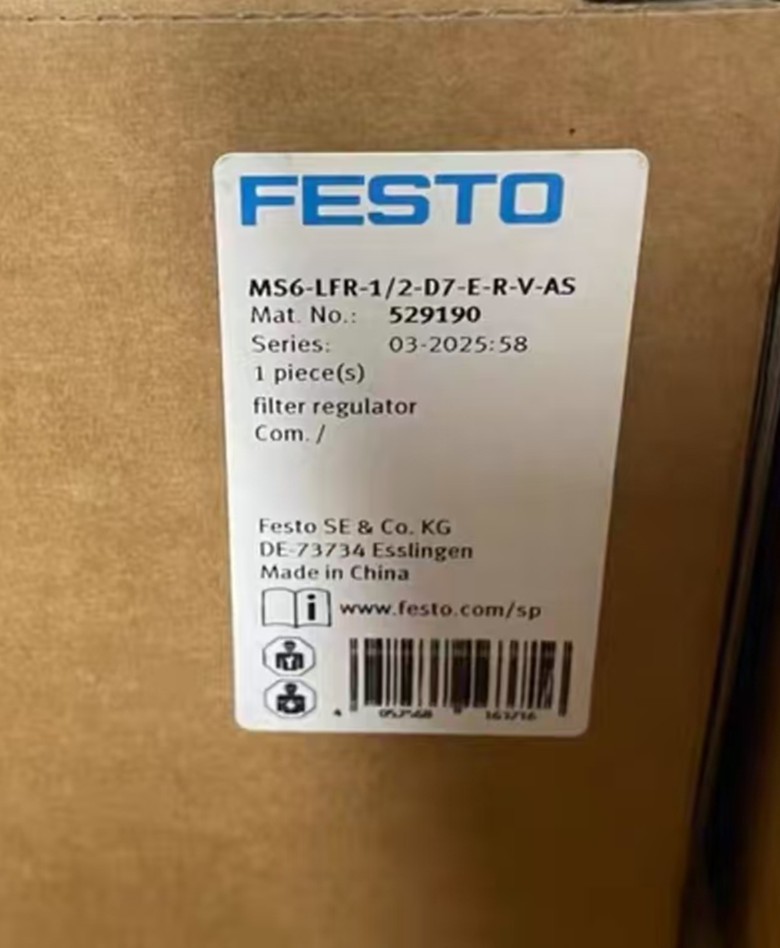 FESTO
MS6-LFR-1/2-D7-E-R-V-AS
Mat. No.: 529190
Series: 03-2025:58
1 piece(s)
filter regulator
Com. /
Festo SE & Co. KG
DE-73734 Esslingen
Made in China
i www.festo.com/sp
4